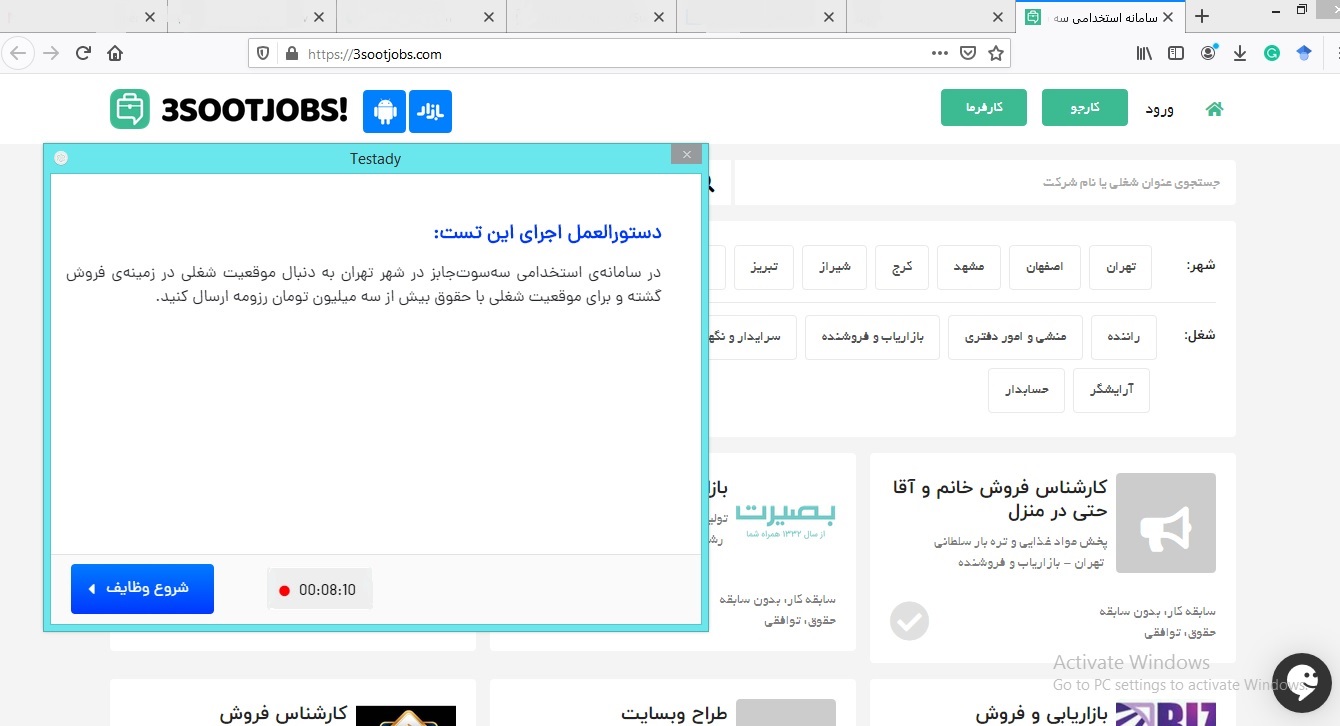 سامانه استخدامی سه
https://3sootjobs.com
3SOOTJOBS!
بازار
کارفرما
کارجو
ورود
Testady
جستجوی عنوان شغلی یا نام شرکت
دستورالعمل اجرای این تست:
در سامانه‌ی استخدامی سه‌سوت‌جابز در شهر تهران به دنبال موقعیت شغلی در زمینه‌ی فروش
گشته و برای موقعیت شغلی با حقوق بیش از سه میلیون تومان رزومه ارسال کنید.
شروع وظایف
00:08:10
شهر:
تهران
اصفهان
مشهد
کرج
شیراز
تبریز
شغل:
راننده
منشی و امور دفتری
بازاریاب و فروشنده
سرایدار و
آرایشگر
حسابدار
کارشناس فروش خانم و آقا
حتی در منزل
پخش مواد غذایی و تره بار سلطانی
تهران - بازاریاب و فروشنده
سابقه کار: بدون سابقه
حقوق: توافقی
بصیرت
از سال ۱۳۳۲ همراه شما
سابقه کار: بدون سابقه
حقوق: توافقی
Activate Windows
Go to PC settings to activate Windows.
بازاریابی و فروش
BIZ
طراح وبسایت
کارشناس فروش